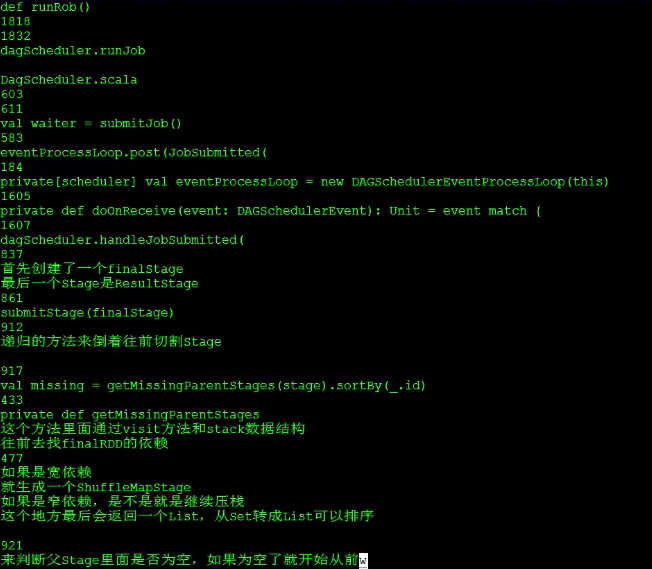 def runRob()
1818
1832
dagScheduler.runJob
DagScheduler.scala
603
611
val waiter = submitJob()
583
eventProcessLoop.post(JobSubmitted(
184
private[scheduler] val eventProcessLoop = new DAGSchedulerEventProcessLoop(this)
1605
private def doOnReceive(event: DAGSchedulerEvent): Unit = event match {
1607
dagScheduler.handleJobSubmitted(
837
首先创建了一个finalStage
最后一个Stage是ResultStage
861
submitStage(finalStage)
912
递归的方法来倒着往前切割Stage
917
val missing = getMissingParentStages(stage).sortBy(_.id)
433
private def getMissingParentStages
这个方法里面通过visit方法和stack数据结构
往前去找finalRDD的依赖
477
如果是宽依赖
就生成一个ShuffleMapStage
如果是窄依赖，是不是就是继续压栈
这个地方最后会返回一个List，从Set转成List可以排序
921
来判断父Stage里面是否为空，如果为空了就开始从前w